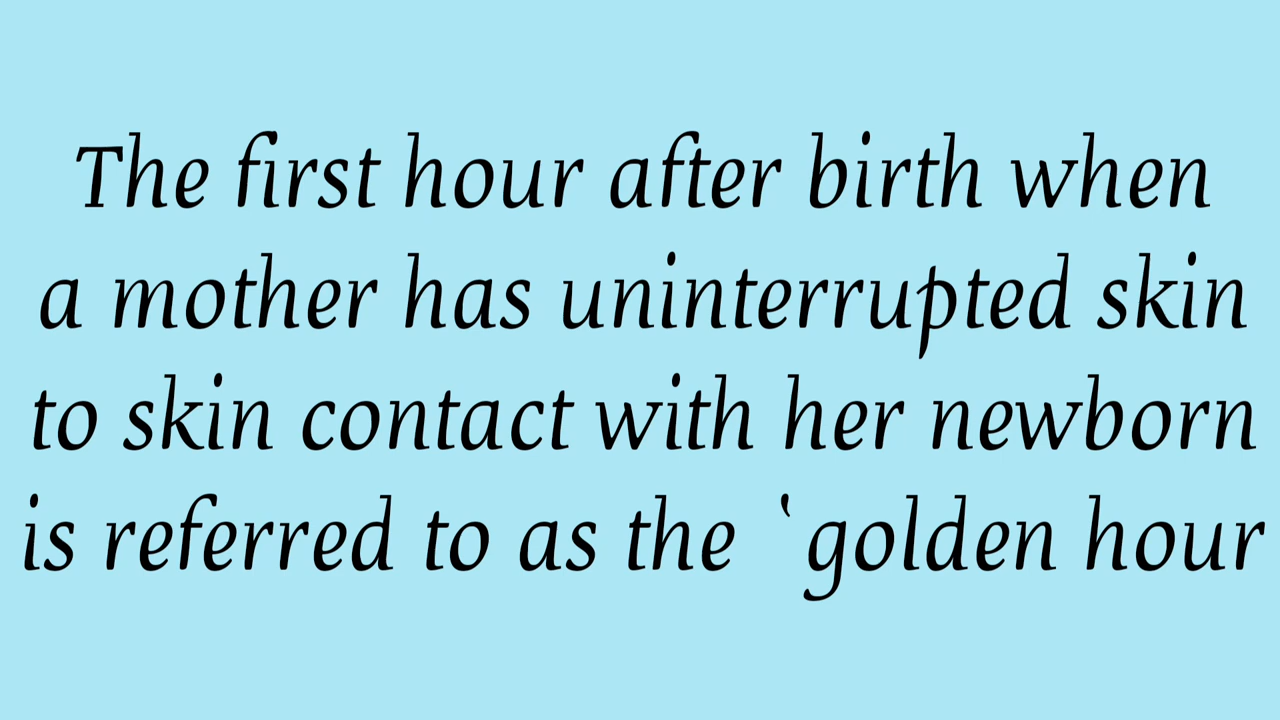 The first hour after birth when
a mother has uninterrupted skin
to skin contact with her newborn
is referred to as the ‛golden hour